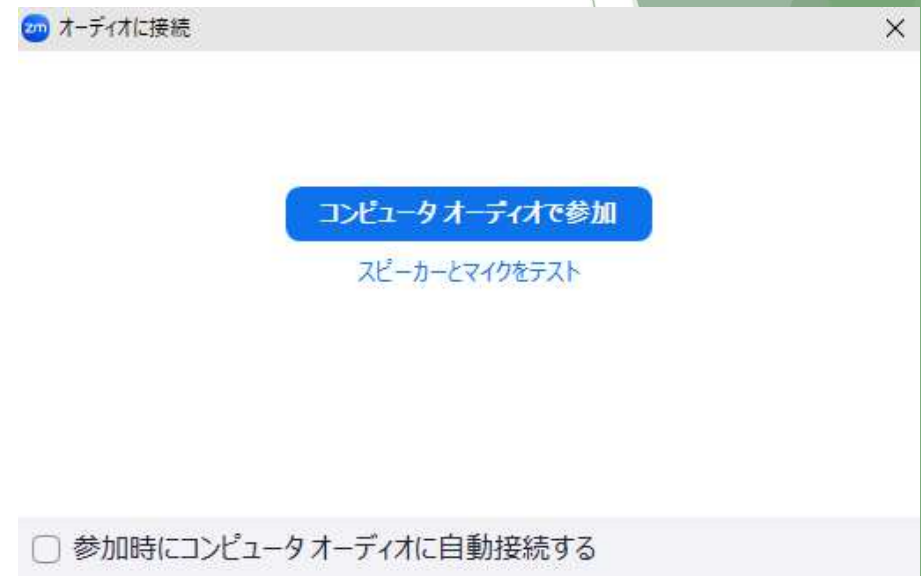 zm オーディオに接続
コンピュータ オーディオで参加
スピーカーとマイクをテスト
参加時にコンピュータ オーディオに自動接続する